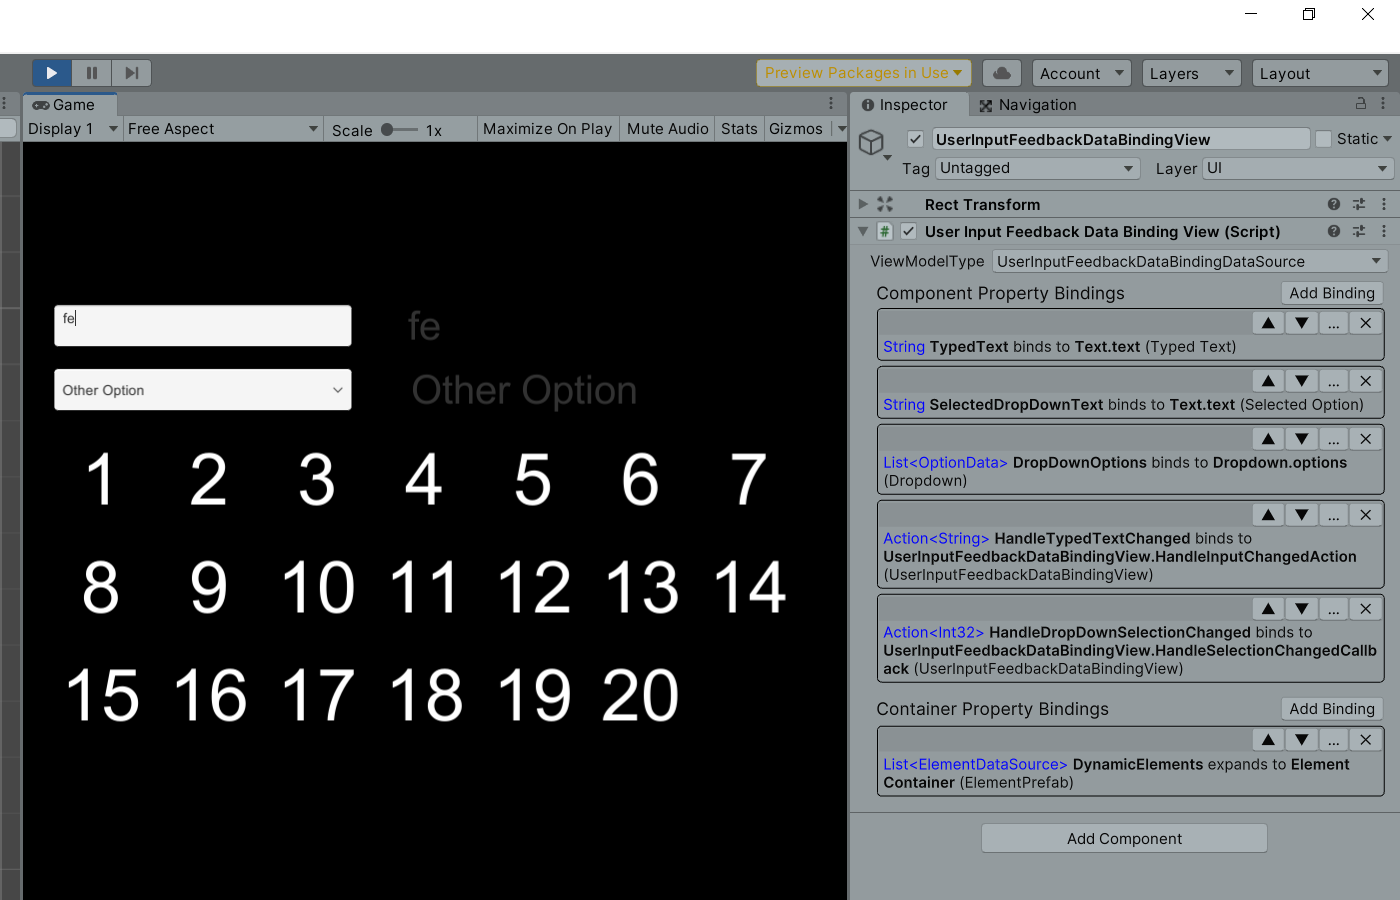 Preview Packages in Use
Account
Layers
Layout
Game
Display 1
Free Aspect
Scale
1x
Maximize On Play
Mute Audio
Stats
Gizmos
fe
fe
Other Option
Other Option
1 2 3 4 5 6 7
8 9 10 11 12 13 14
15 16 17 18 19 20
Inspector
Navigation
UserInputFeedbackDataBindingView
Static
Tag Untagged
Layer UI
Rect Transform
# User Input Feedback Data Binding View (Script)
ViewModelType UserInputFeedbackDataBindingDataSource
Component Property Bindings
Add Binding
...
String TypedText binds to Text.text (Typed Text)
...
String SelectedDropDownText binds to Text.text (Selected Option)
...
List<OptionData> DropDownOptions binds to Dropdown.options
(Dropdown)
...
Action<String> HandleTypedTextChanged binds to
UserInputFeedbackDataBindingView.HandleInputChangedAction
(UserInputFeedbackDataBindingView)
...
Action<Int32> HandleDropDownSelectionChanged binds to
UserInputFeedbackDataBindingView.HandleSelectionChangedCallb
ack (UserInputFeedbackDataBindingView)
Container Property Bindings
Add Binding
...
List<ElementDataSource> DynamicElements expands to Element
Container (ElementPrefab)
Add Component